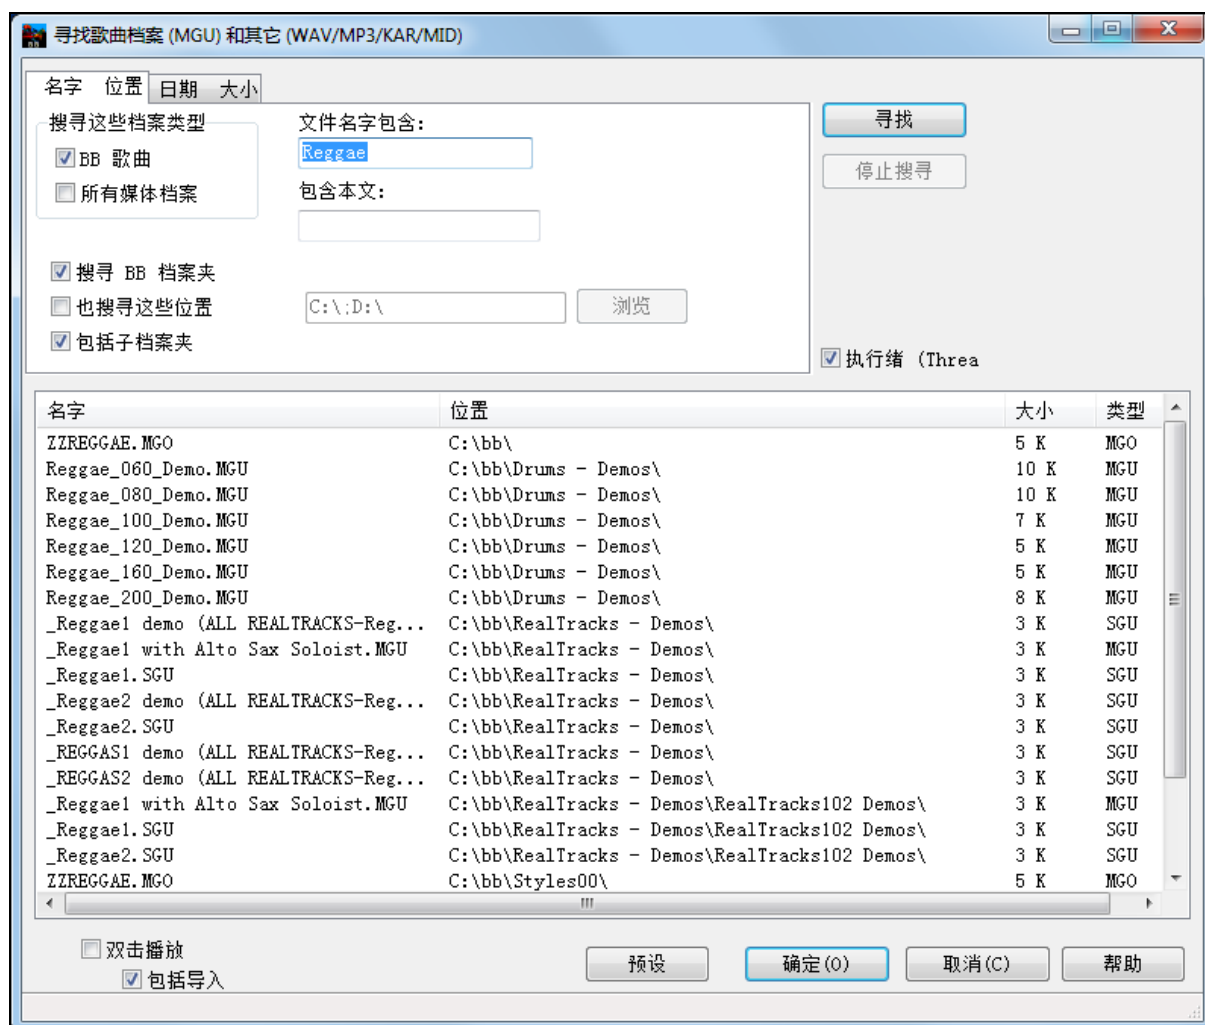 寻找歌曲档案 (MGU) 和其它 (WAV/MP3/KAR/MID)
名字 位置 日期 大小
搜寻这些档案类型
BB 歌曲
所有媒体档案
文件名字包含:
Reggae
包含本文:
寻找
停止搜寻
搜寻 BB 档案夹
也搜寻这些位置 C:\;D:\ 浏览
包括子档案夹
执行绪 (Threa
名字 位置 大小 类型
ZZREGGAE.MGO C:\bb\ 5 K MGO
Reggae_060_Demo.MGU C:\bb\Drums - Demos\ 10 K MGU
Reggae_080_Demo.MGU C:\bb\Drums - Demos\ 10 K MGU
Reggae_100_Demo.MGU C:\bb\Drums - Demos\ 7 K MGU
Reggae_120_Demo.MGU C:\bb\Drums - Demos\ 5 K MGU
Reggae_160_Demo.MGU C:\bb\Drums - Demos\ 5 K MGU
Reggae_200_Demo.MGU C:\bb\Drums - Demos\ 8 K MGU
_Reggae1 demo (ALL REALTRACKS-Reg... C:\bb\RealTracks - Demos\ 3 K SGU
_Reggae1 with Alto Sax Soloist.MGU C:\bb\RealTracks - Demos\ 3 K MGU
_Reggae1.SGU C:\bb\RealTracks - Demos\ 3 K SGU
_Reggae2 demo (ALL REALTRACKS-Reg... C:\bb\RealTracks - Demos\ 3 K SGU
_Reggae2.SGU C:\bb\RealTracks - Demos\ 3 K SGU
_REGGAS1 demo (ALL REALTRACKS-Reg... C:\bb\RealTracks - Demos\ 3 K SGU
_REGGAS2 demo (ALL REALTRACKS-Reg... C:\bb\RealTracks - Demos\ 3 K SGU
_Reggae1 with Alto Sax Soloist.MGU C:\bb\RealTracks - Demos\RealTracks102 Demos\ 3 K MGU
_Reggae1.SGU C:\bb\RealTracks - Demos\RealTracks102 Demos\ 3 K SGU
_Reggae2.SGU C:\bb\RealTracks - Demos\RealTracks102 Demos\ 3 K SGU
ZZREGGAE.MGO C:\bb\Styles00\ 5 K MGO
双击播放
包括导入
预设 确定(O) 取消(C) 帮助